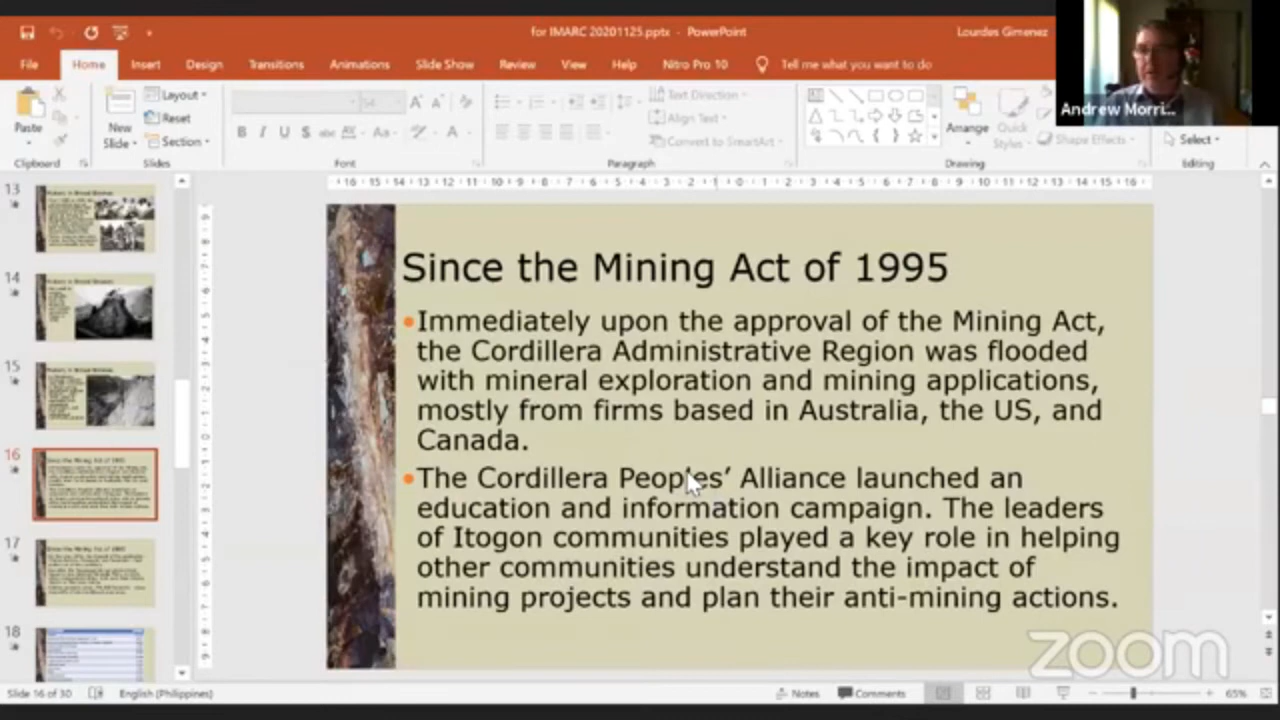 for IMARC 20201125.pptx - PowerPoint
Lourdes Gimenez
File Home Insert Design Transitions Animations Slide Show Review View Help Nitro Pro 10 Tell me what you want to do
Andrew Morri...
Paste
New
Slide
Layout
Reset
Section
Text Direction
Align Text
Convert to SmartArt
Arrange
Quick
Styles
Shape Effects
Select
Clipboard
Slides
Font
Paragraph
Drawing
Editing
13
14
15
16
17
18
Since the Mining Act of 1995
•Immediately upon the approval of the Mining Act,
the Cordillera Administrative Region was flooded
with mineral exploration and mining applications,
mostly from firms based in Australia, the US, and
Canada.
•The Cordillera Peoples’ Alliance launched an
education and information campaign. The leaders
of Itogon communities played a key role in helping
other communities understand the impact of
mining projects and plan their anti-mining actions.
zoom
Slide 16 of 30 English (Philippines) Notes Comments 65%